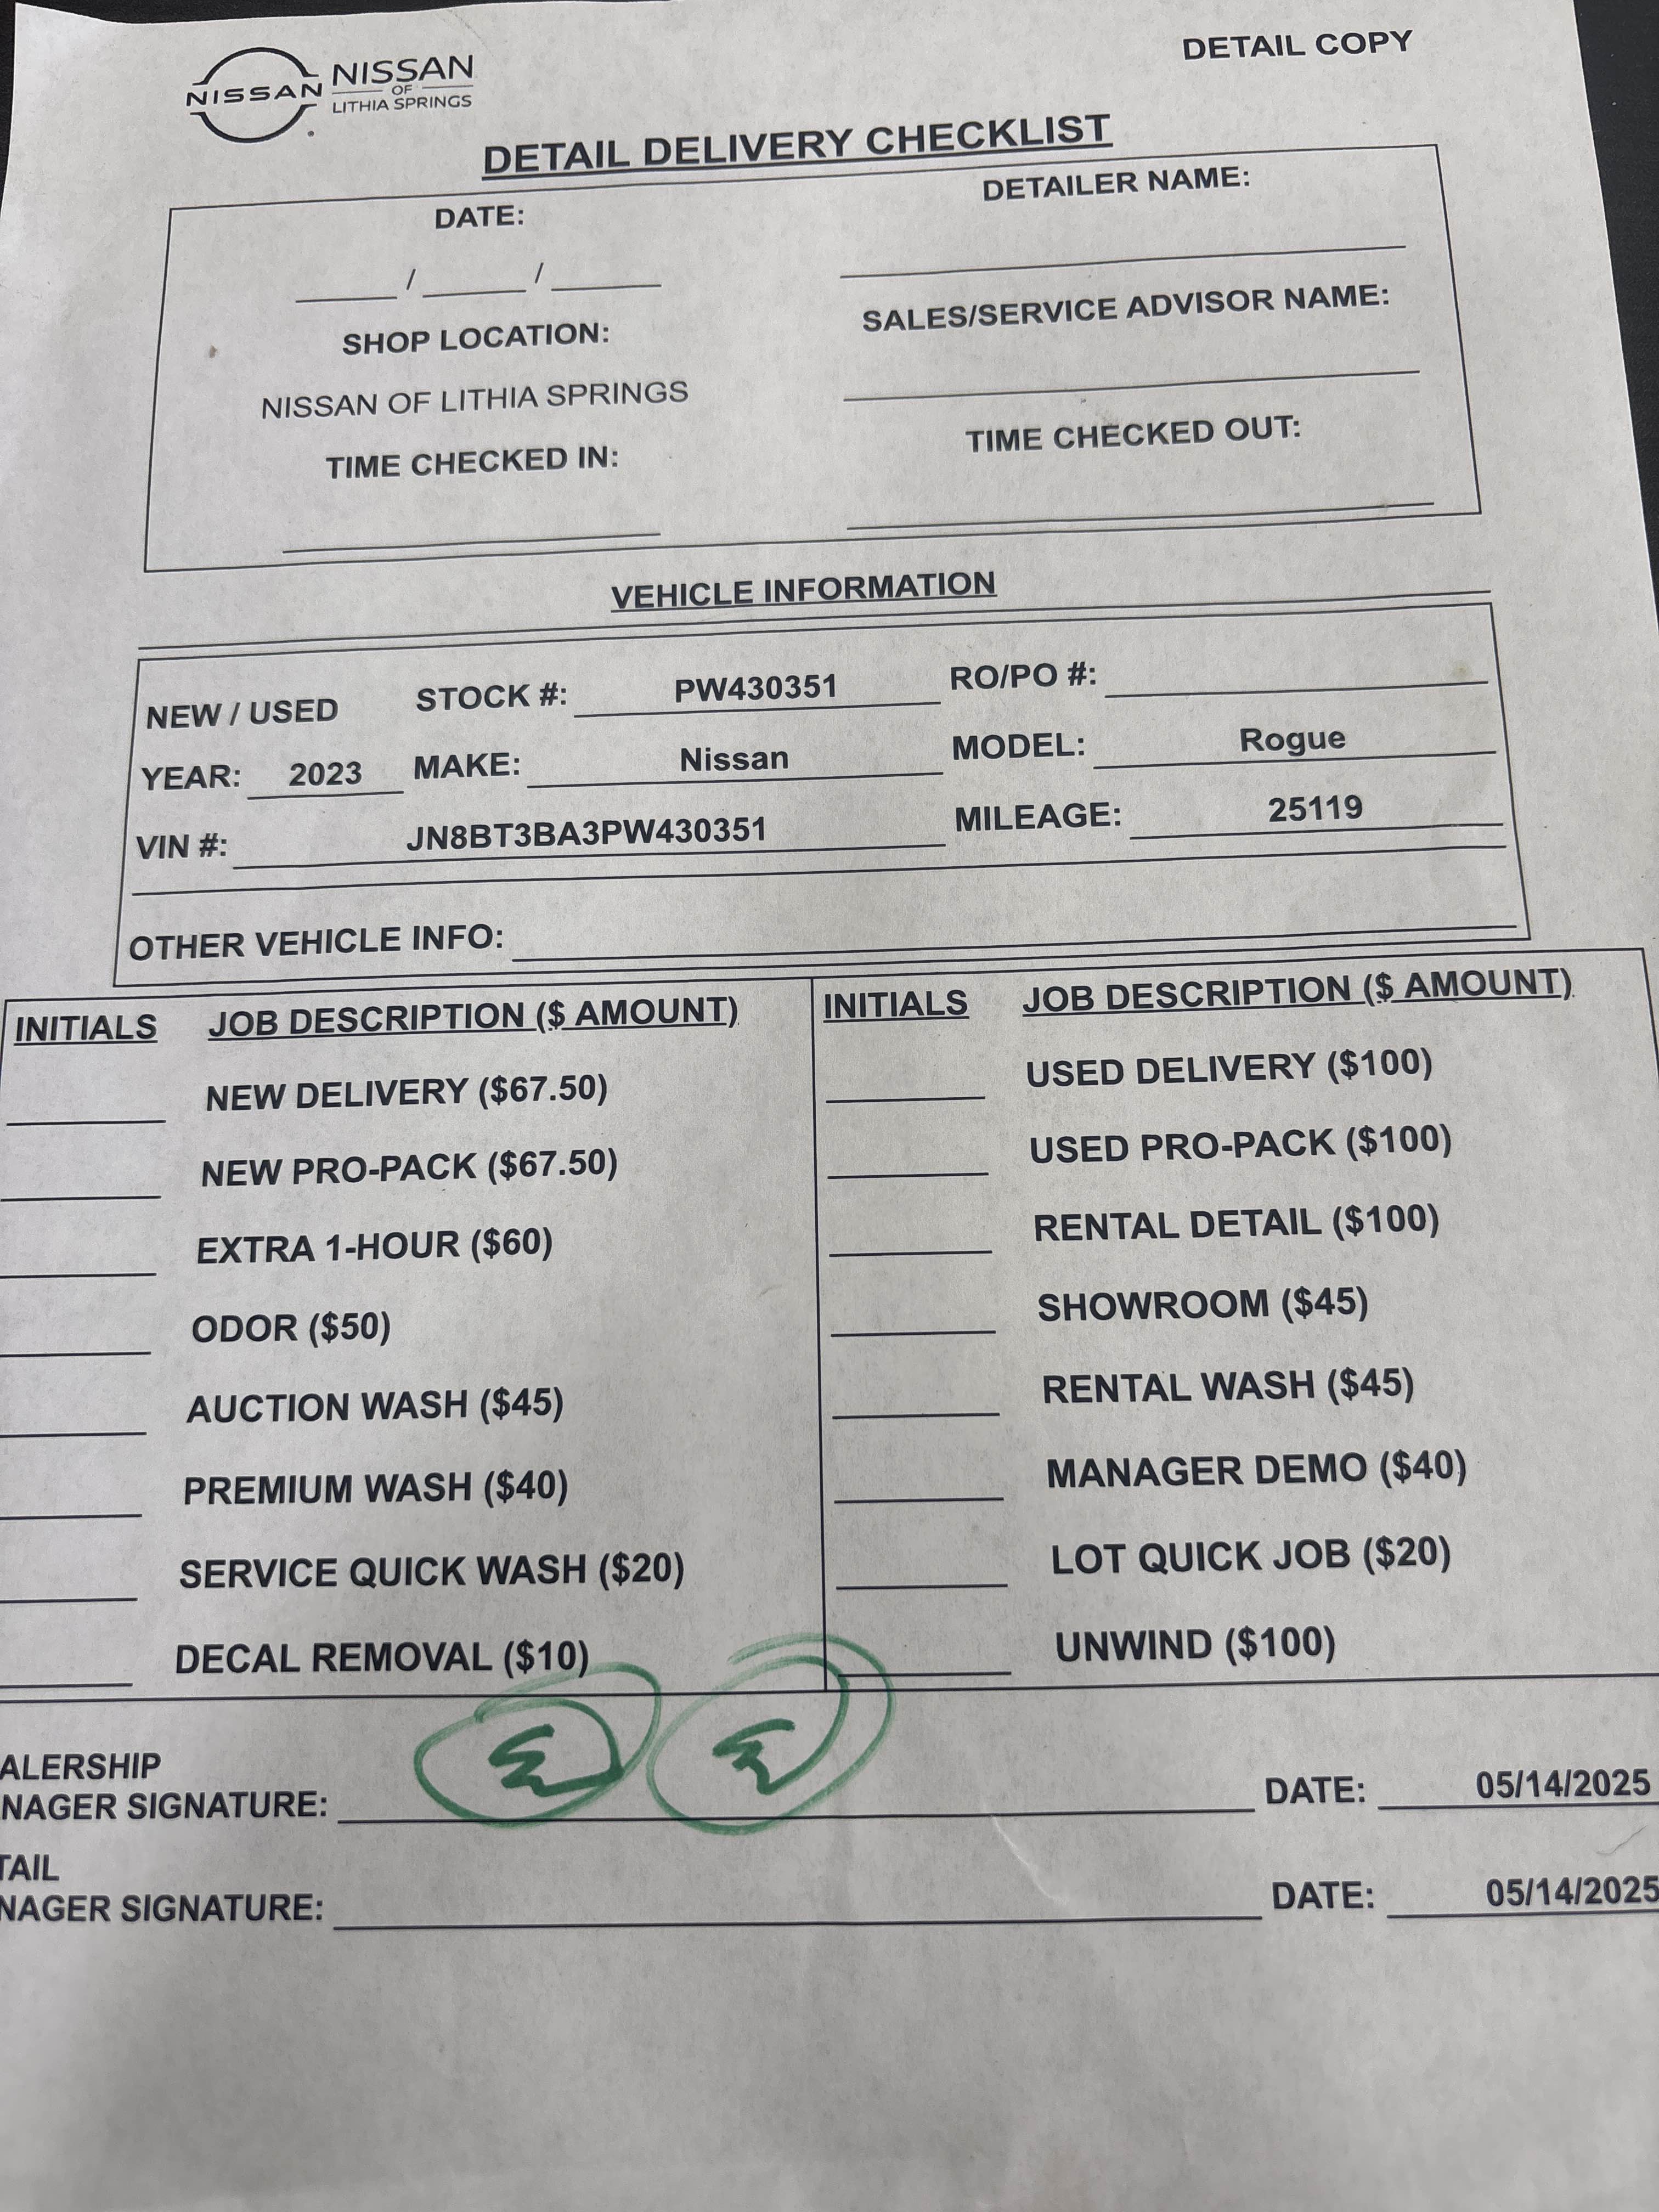 DETAIL COPY
NISSAN
NISSAN
OF
LITHIA SPRINGS
DETAIL DELIVERY CHECKLIST
DATE:
DETAILER NAME:
____ / ____ / ____
SHOP LOCATION:
SALES/SERVICE ADVISOR NAME:
NISSAN OF LITHIA SPRINGS
TIME CHECKED IN:
TIME CHECKED OUT:
VEHICLE INFORMATION
NEW / USED STOCK #: PW430351 RO/PO #:
YEAR: 2023 MAKE: Nissan MODEL: Rogue
VIN #: JN8BT3BA3PW430351 MILEAGE: 25119
OTHER VEHICLE INFO:
INITIALS JOB DESCRIPTION ($ AMOUNT)
NEW DELIVERY ($67.50)
NEW PRO-PACK ($67.50)
EXTRA 1-HOUR ($60)
ODOR ($50)
AUCTION WASH ($45)
PREMIUM WASH ($40)
SERVICE QUICK WASH ($20)
DECAL REMOVAL ($10)
INITIALS JOB DESCRIPTION ($ AMOUNT)
USED DELIVERY ($100)
USED PRO-PACK ($100)
RENTAL DETAIL ($100)
SHOWROOM ($45)
RENTAL WASH ($45)
MANAGER DEMO ($40)
LOT QUICK JOB ($20)
UNWIND ($100)
ALERSHIP
NAGER SIGNATURE: DATE: 05/14/2025
TAIL
NAGER SIGNATURE: DATE: 05/14/2025